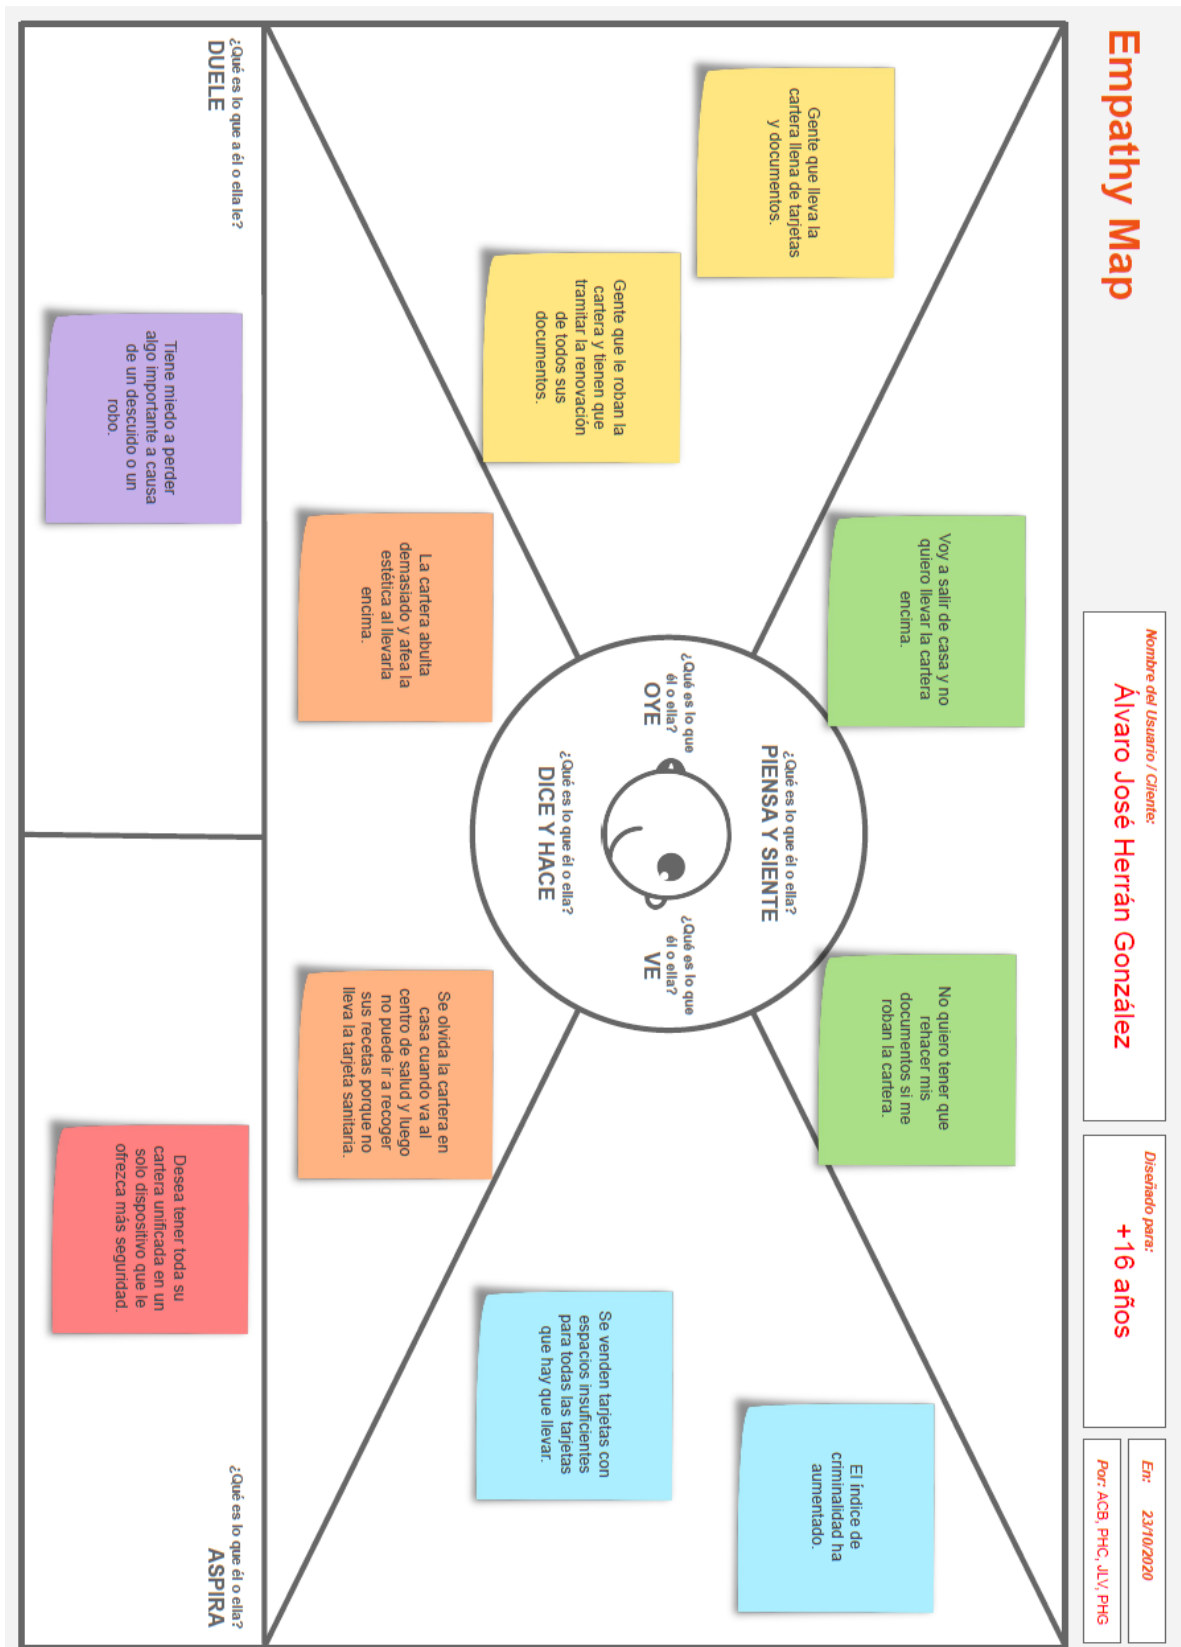 Empathy Map
Nombre del Usuario / Cliente:
Álvaro José Herrán González
Diseñado para:
+16 años
En: 23/10/2020
Por: ACB, PHC, JLV, PHG
Voy a salir de casa y no
quiero llevar la cartera
encima.
No quiero tener que
rehacer mis
documentos si me
roban la cartera.
Gente que lleva la
cartera llena de tarjetas
y documentos.
Gente que le roban la
cartera y tienen que
tramitar la renovación
de todos sus
documentos.
¿Qué es lo que él o ella?
PIENSA Y SIENTE
¿Qué es lo que
él o ella?
OYE
¿Qué es lo que
él o ella?
VE
¿Qué es lo que él o ella?
DICE Y HACE
El índice de
criminalidad ha
aumentado.
Se venden tarjetas con
espacios insuficientes
para todas las tarjetas
que hay que llevar.
La cartera abulta
demasiado y afea la
estética al llevarla
encima.
Se olvida la cartera en
casa cuando va al
centro de salud y luego
no puede ir a recoger
sus recetas porque no
lleva la tarjeta sanitaria.
¿Qué es lo que a él o ella le?
DUELE
Tiene miedo a perder
algo importante a causa
de un descuido o un
robo.
¿Qué es lo que él o ella?
ASPIRA
Desea tener toda su
cartera unificada en un
solo dispositivo que le
ofrezca más seguridad.